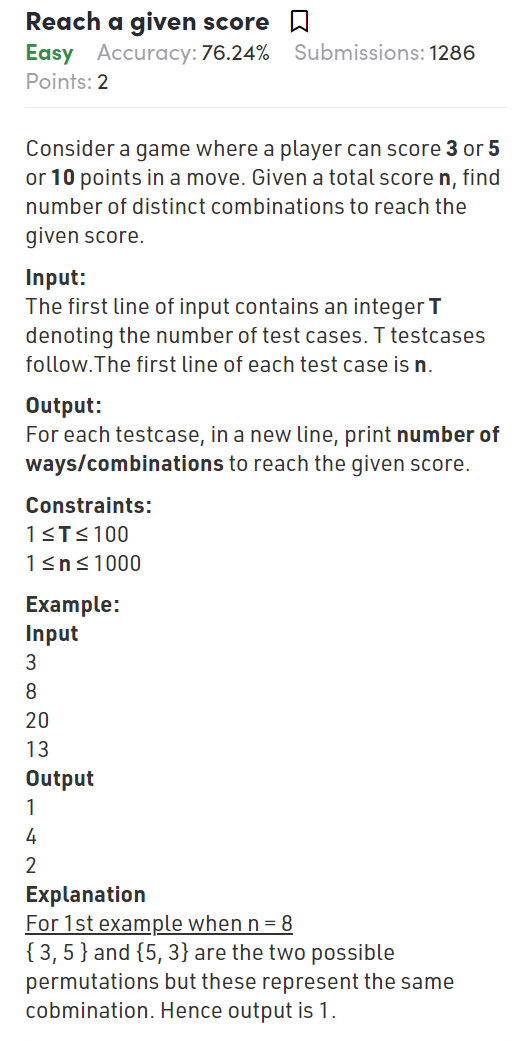 Reach a given score
Easy Accuracy: 76.24% Submissions: 1286
Points: 2
Consider a game where a player can score 3 or 5
or 10 points in a move. Given a total score n, find
number of distinct combinations to reach the
given score.
Input:
The first line of input contains an integer T
denoting the number of test cases. T testcases
follow.The first line of each test case is n.
Output:
For each testcase, in a new line, print number of
ways/combinations to reach the given score.
Constraints:
1 ≤ T ≤ 100
1 ≤ n ≤ 1000
Example:
Input
3
8
20
13
Output
1
4
2
Explanation
For 1st example when n = 8
{ 3, 5 } and {5, 3} are the two possible
permutations but these represent the same
cobmination. Hence output is 1.